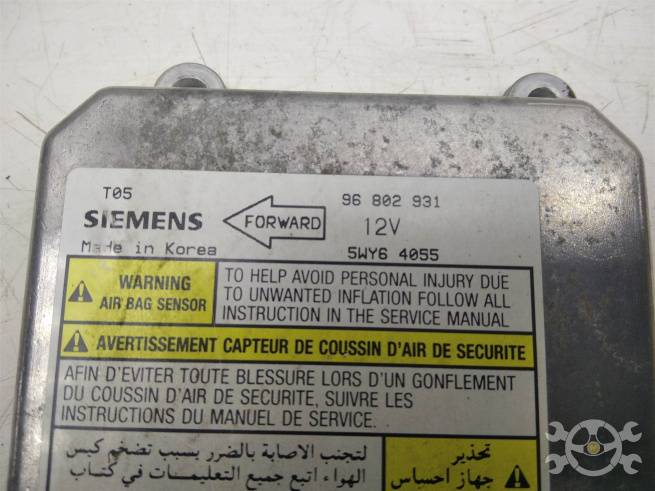 T05
96 802 931
SIEMENS
FORWARD
12V
Made in Korea
5WY6 4055
WARNING
AIR BAG SENSOR
TO HELP AVOID PERSONAL INJURY DUE
TO UNWANTED INFLATION FOLLOW ALL
INSTRUCTION IN THE SERVICE MANUAL
AVERTISSEMENT CAPTEUR DE COUSSIN D'AIR DE SECURITE
AFIN D'EVITER TOUTE BLESSURE LORS D'UN GONFLEMENT
DU COUSSIN D'AIR DE SECURITE, SUIVRE LES
INSTRUCTIONS DU MANUEL DE SERVICE.
تحذير
جهاز احساس
لتجنب الاصابة بالضرر بسبب تضخم كيس
الهواء اتبع جميع التعليمات في كتاب